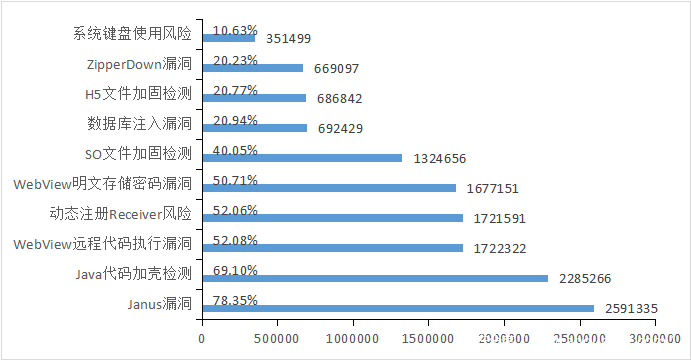 系统键盘使用风险 10.63% 351499
ZipperDown漏洞 20.23% 669097
H5文件加固检测 20.77% 686842
数据库注入漏洞 20.94% 692429
SO文件加固检测 40.05% 1324656
WebView明文存储密码漏洞 50.71% 1677151
动态注册Receiver风险 52.06% 1721591
WebView远程代码执行漏洞 52.08% 1722322
Java代码加壳检测 69.10% 2285266
Janus漏洞 78.35% 2591335
0 500000 1000000 1500000 2000000 2500000 3000000